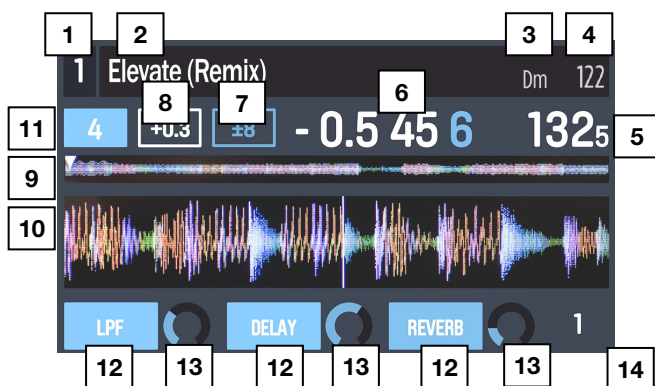 1 2 3 4
1 Elevate (Remix) Dm 122
8 7 6
11 4 +0.3 ±8 - 0.5 45 6 1325 5
9
10
LPF DELAY REVERB 1
12 13 12 13 12 13 14